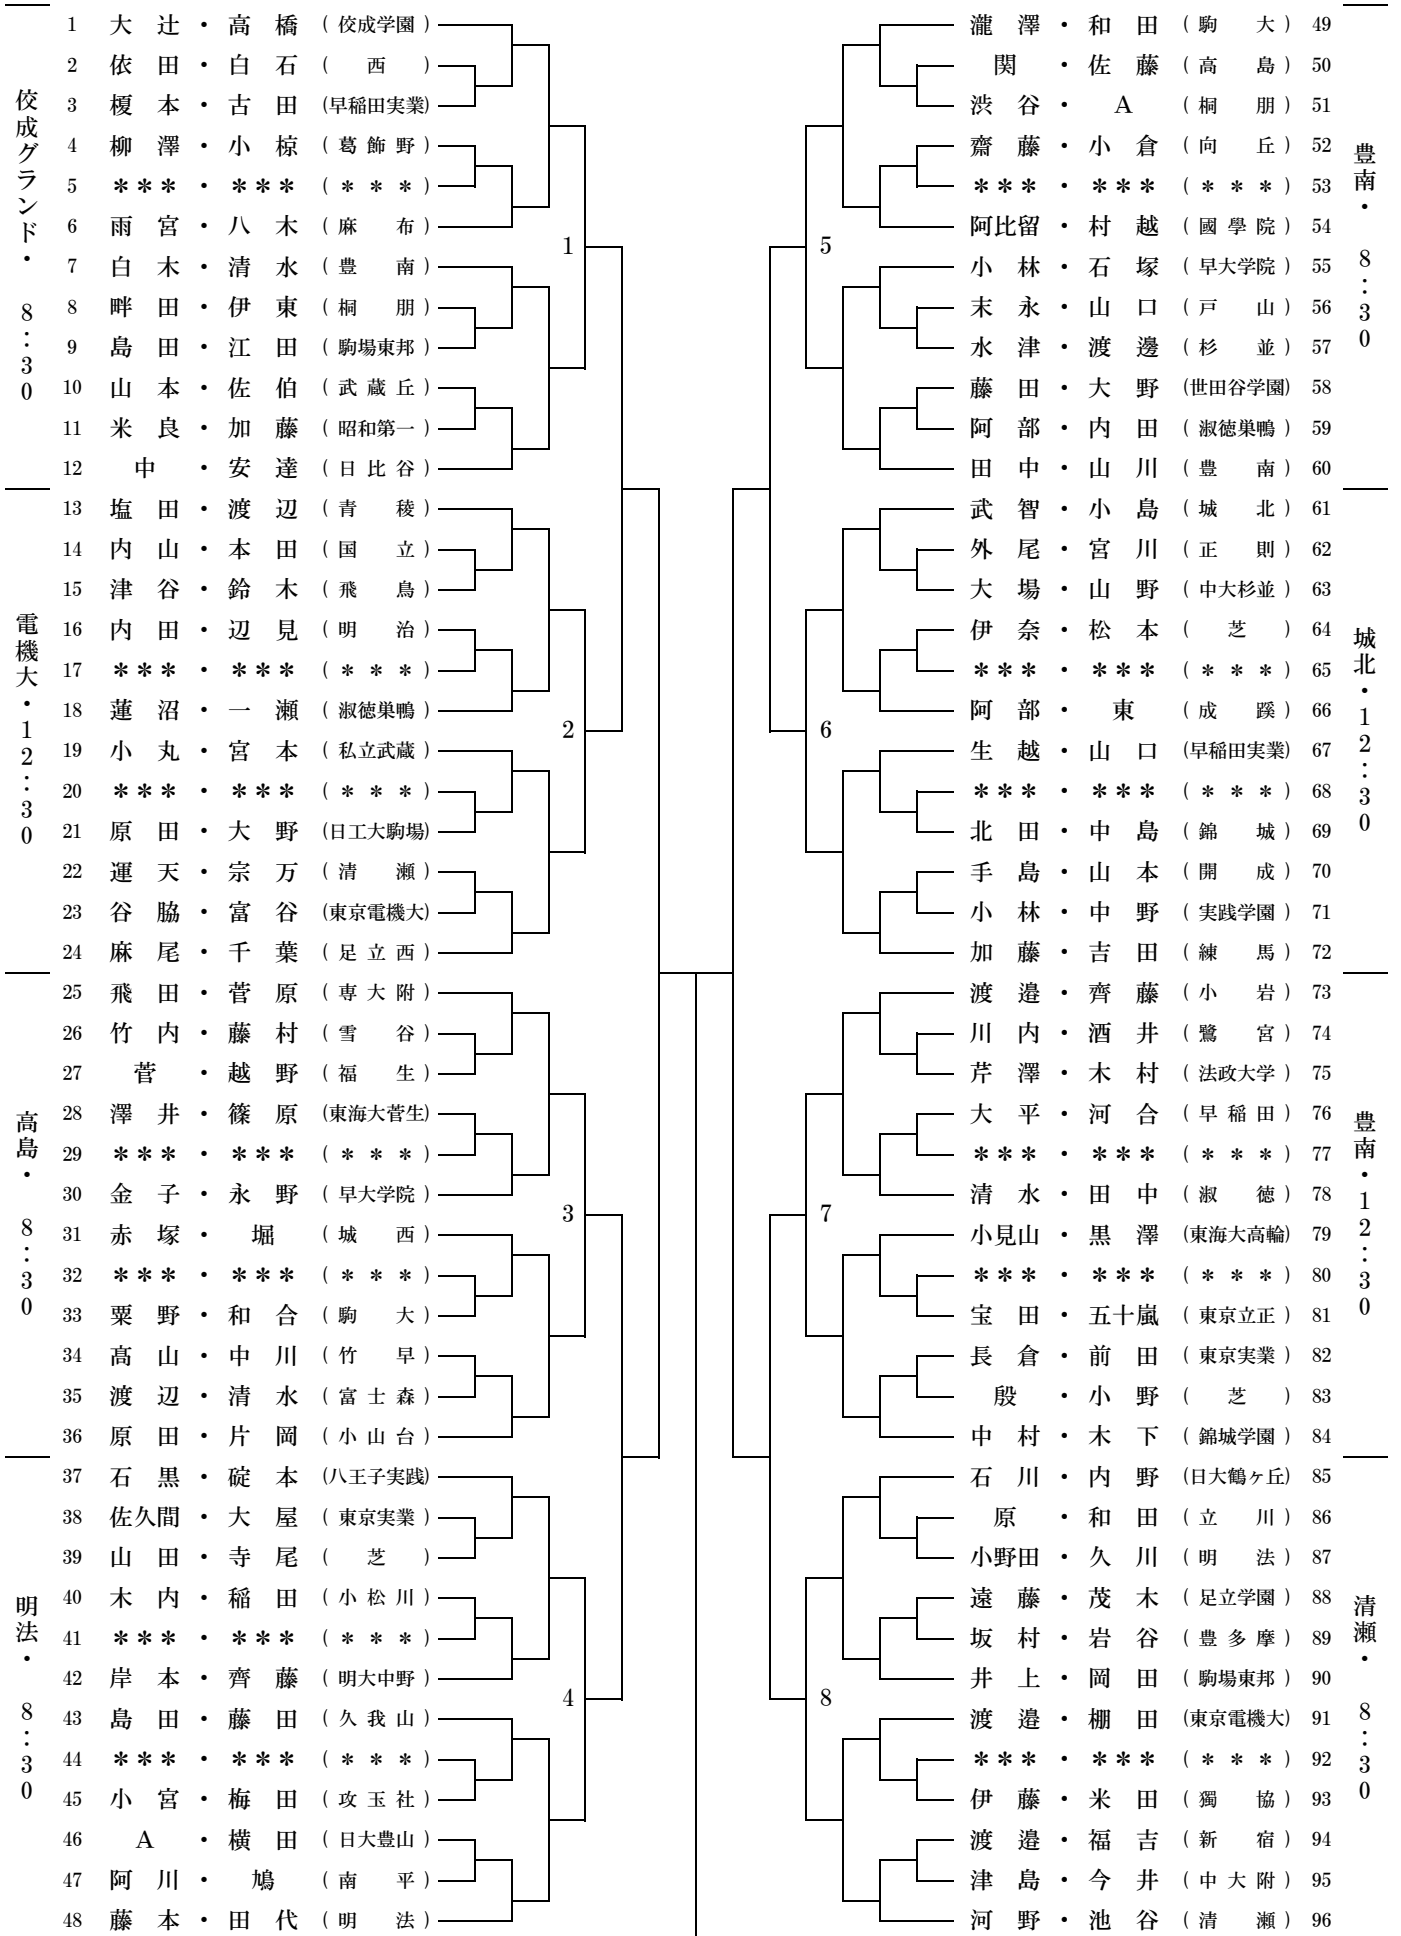 佼成グランド・ 8:30
1 大辻・高橋 (佼成学園)
2 依田・白石 (西)
3 榎本・古田 (早稲田実業)
4 柳澤・小椋 (葛飾野)
5 ***・*** (***)
6 雨宮・八木 (麻布)
7 白木・清水 (豊南)
8 畔田・伊東 (桐朋)
9 島田・江田 (駒場東邦)
10 山本・佐伯 (武蔵丘)
11 米良・加藤 (昭和第一)
12 中・安達 (日比谷)
1
電機大・12:30
13 塩田・渡辺 (青稜)
14 内山・本田 (国立)
15 津谷・鈴木 (飛鳥)
16 内田・辺見 (明治)
17 ***・*** (***)
18 蓮沼・一瀬 (淑徳巣鴨)
19 小丸・宮本 (私立武蔵)
20 ***・*** (***)
21 原田・大野 (日工大駒場)
22 運天・宗万 (清瀬)
23 谷脇・富谷 (東京電機大)
24 麻尾・千葉 (足立西)
2
高島・ 8:30
25 飛田・菅原 (専大附)
26 竹内・藤村 (雪谷)
27 菅・越野 (福生)
28 澤井・篠原 (東海大菅生)
29 ***・*** (***)
30 金子・永野 (早大学院)
31 赤塚・堀 (城西)
32 ***・*** (***)
33 粟野・和合 (駒大)
34 高山・中川 (竹早)
35 渡辺・清水 (富士森)
36 原田・片岡 (小山台)
3
明法・ 8:30
37 石黒・碇本 (八王子実践)
38 佐久間・大屋 (東京実業)
39 山田・寺尾 (芝)
40 木内・稲田 (小松川)
41 ***・*** (***)
42 岸本・齊藤 (明大中野)
43 島田・藤田 (久我山)
44 ***・*** (***)
45 小宮・梅田 (攻玉社)
46 A・横田 (日大豊山)
47 阿川・鳩 (南平)
48 藤本・田代 (明法)
4
豊南・ 8:30
瀧澤・和田 (駒大) 49
関・佐藤 (高島) 50
渋谷・A (桐朋) 51
齋藤・小倉 (向丘) 52
***・*** (***) 53
阿比留・村越 (國學院) 54
小林・石塚 (早大学院) 55
末永・山口 (戸山) 56
水津・渡邊 (杉並) 57
藤田・大野 (世田谷学園) 58
阿部・内田 (淑徳巣鴨) 59
田中・山川 (豊南) 60
5
城北・12:30
武智・小島 (城北) 61
外尾・宮川 (正則) 62
大場・山野 (中大杉並) 63
伊奈・松本 (芝) 64
***・*** (***) 65
阿部・東 (成蹊) 66
生越・山口 (早稲田実業) 67
***・*** (***) 68
北田・中島 (錦城) 69
手島・山本 (開成) 70
小林・中野 (実践学園) 71
加藤・吉田 (練馬) 72
6
豊南・12:30
渡邉・齊藤 (小岩) 73
川内・酒井 (鷺宮) 74
芹澤・木村 (法政大学) 75
大平・河合 (早稲田) 76
***・*** (***) 77
清水・田中 (淑徳) 78
小見山・黒澤 (東海大高輪) 79
***・*** (***) 80
宝田・五十嵐 (東京立正) 81
長倉・前田 (東京実業) 82
殷・小野 (芝) 83
中村・木下 (錦城学園) 84
7
清瀬・ 8:30
石川・内野 (日大鶴ヶ丘) 85
原・和田 (立川) 86
小野田・久川 (明法) 87
遠藤・茂木 (足立学園) 88
坂村・岩谷 (豊多摩) 89
井上・岡田 (駒場東邦) 90
渡邉・棚田 (東京電機大) 91
***・*** (***) 92
伊藤・米田 (獨協) 93
渡邉・福吉 (新宿) 94
津島・今井 (中大附) 95
河野・池谷 (清瀬) 96
8